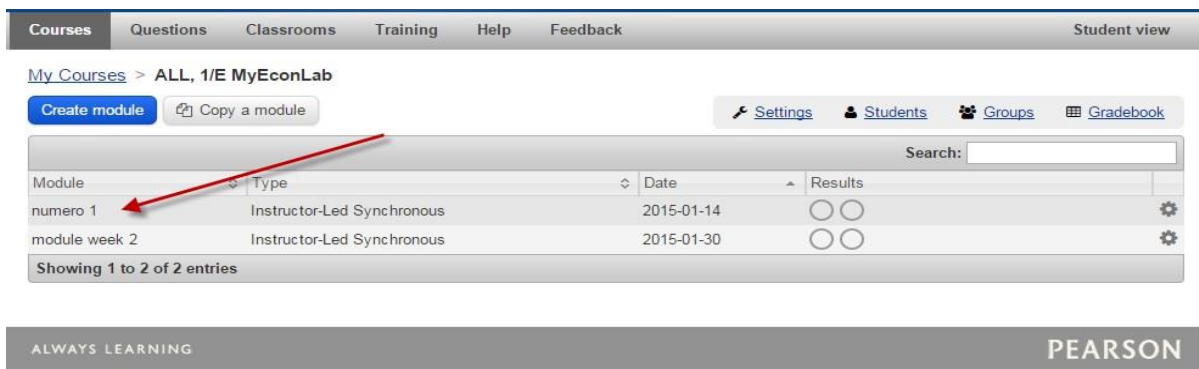 Courses Questions Classrooms Training Help Feedback Student view
My Courses > ALL, 1/E MyEconLab
Create module Copy a module Settings Students Groups Gradebook
Search:
Module Type Date Results
numero 1 Instructor-Led Synchronous 2015-01-14
module week 2 Instructor-Led Synchronous 2015-01-30
Showing 1 to 2 of 2 entries
ALWAYS LEARNING PEARSON